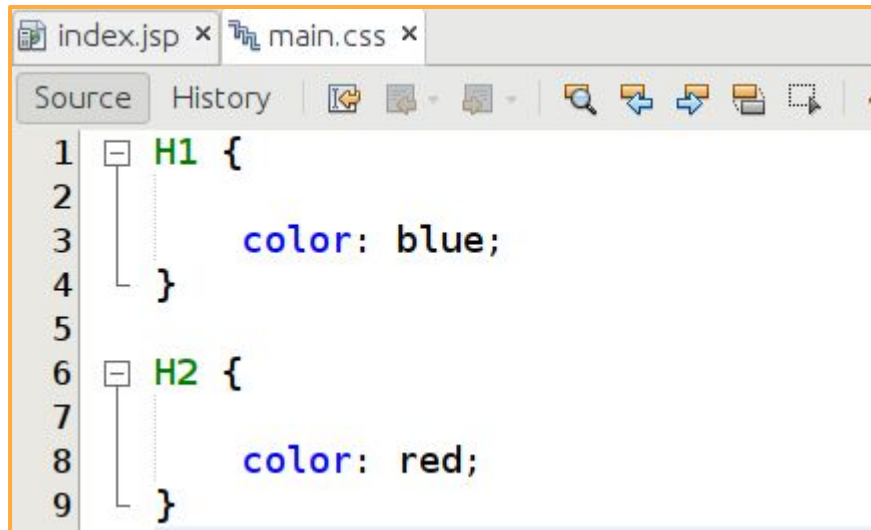 index.jsp × main.css ×
Source History
1 H1 {
2
3 color: blue;
4 }
5
6 H2 {
7
8 color: red;
9 }